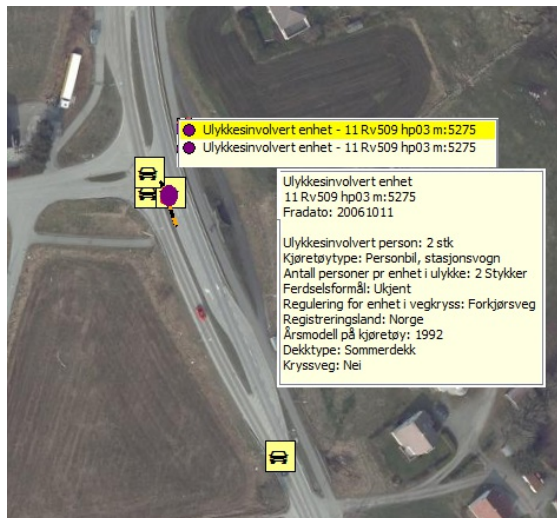 Ulykkesinvolvert enhet - 11 Rv509 hp03 m:5275
Ulykkesinvolvert enhet - 11 Rv509 hp03 m:5275
Ulykkesinvolvert enhet
11 Rv509 hp03 m:5275
Fradato: 20061011
Ulykkesinvolvert person: 2 stk
Kjøretøytype: Personbil, stasjonsvogn
Antall personer pr enhet i ulykke: 2 Stykker
Ferdselsformål: Ukjent
Regulering for enhet i vegkryss: Forkjørsveg
Registreringsland: Norge
Årsmodell på kjøretøy: 1992
Dekktype: Sommerdekk
Kryssveg: Nei